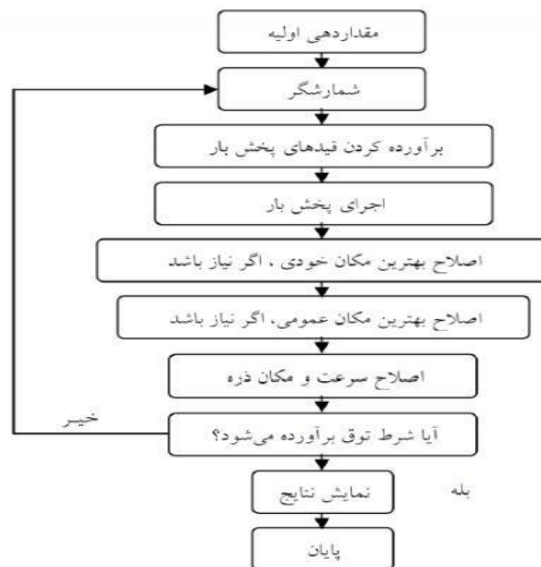 مقداردهی اولیه
شمارشگر
برآورده کردن قیدهای پخش بار
اجرای پخش بار
اصلاح بهترین مکان خودی ، اگر نیاز باشد
اصلاح بهترین مکان عمومی، اگر نیاز باشد
اصلاح سرعت و مکان ذره
خیر
آیا شرط توق برآورده می‌شود؟
بله
نمایش نتایج
پایان